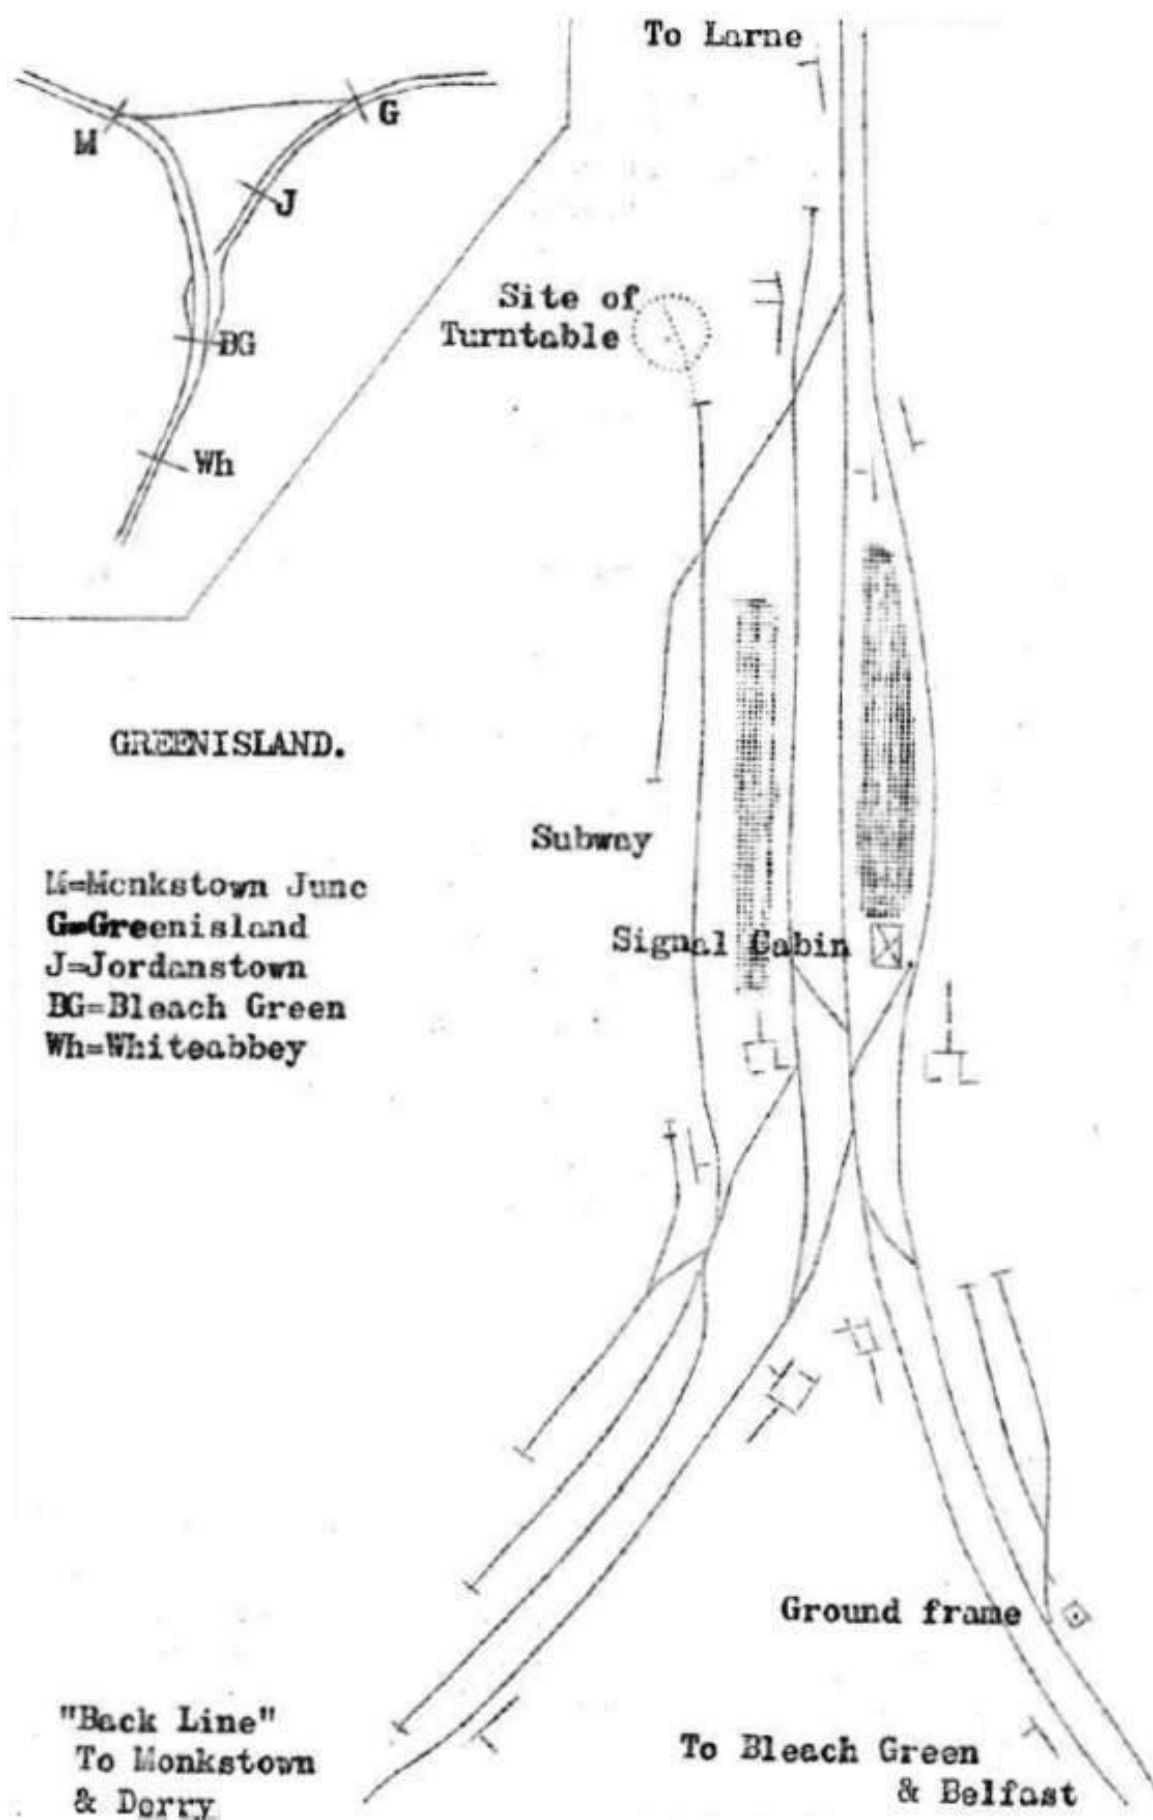 To Larne
M
G
J
BG
Wh
Site of
Turntable
GREENISLAND.
Subway
M=Monkstown Junc
G=Greenisland
Signal Cabin
J=Jordanstown
BG=Bleach Green
Wh=Whiteabbey
Ground frame
"Back Line"
To Monkstown
& Derry
To Bleach Green
& Belfast